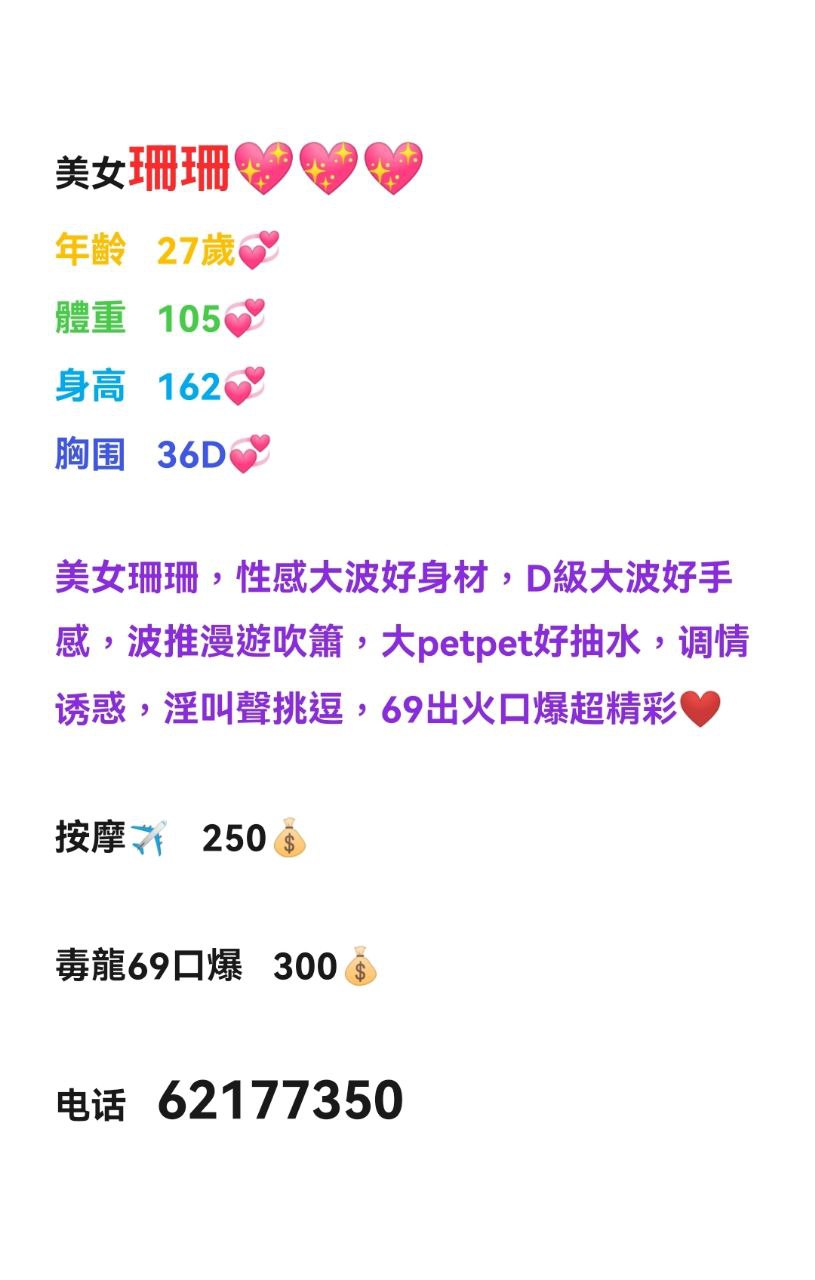 美女珊珊💖💖💖
年齡 27歲💞
體重 105💞
身高 162💞
胸围 36D💞
美女珊珊，性感大波好身材，D級大波好手
感，波推漫遊吹簫，大petpet好抽水，调情
诱惑，淫叫聲挑逗，69出火口爆超精彩❤️
按摩✈️ 250💰
毒龍69口爆 300💰
电话 62177350